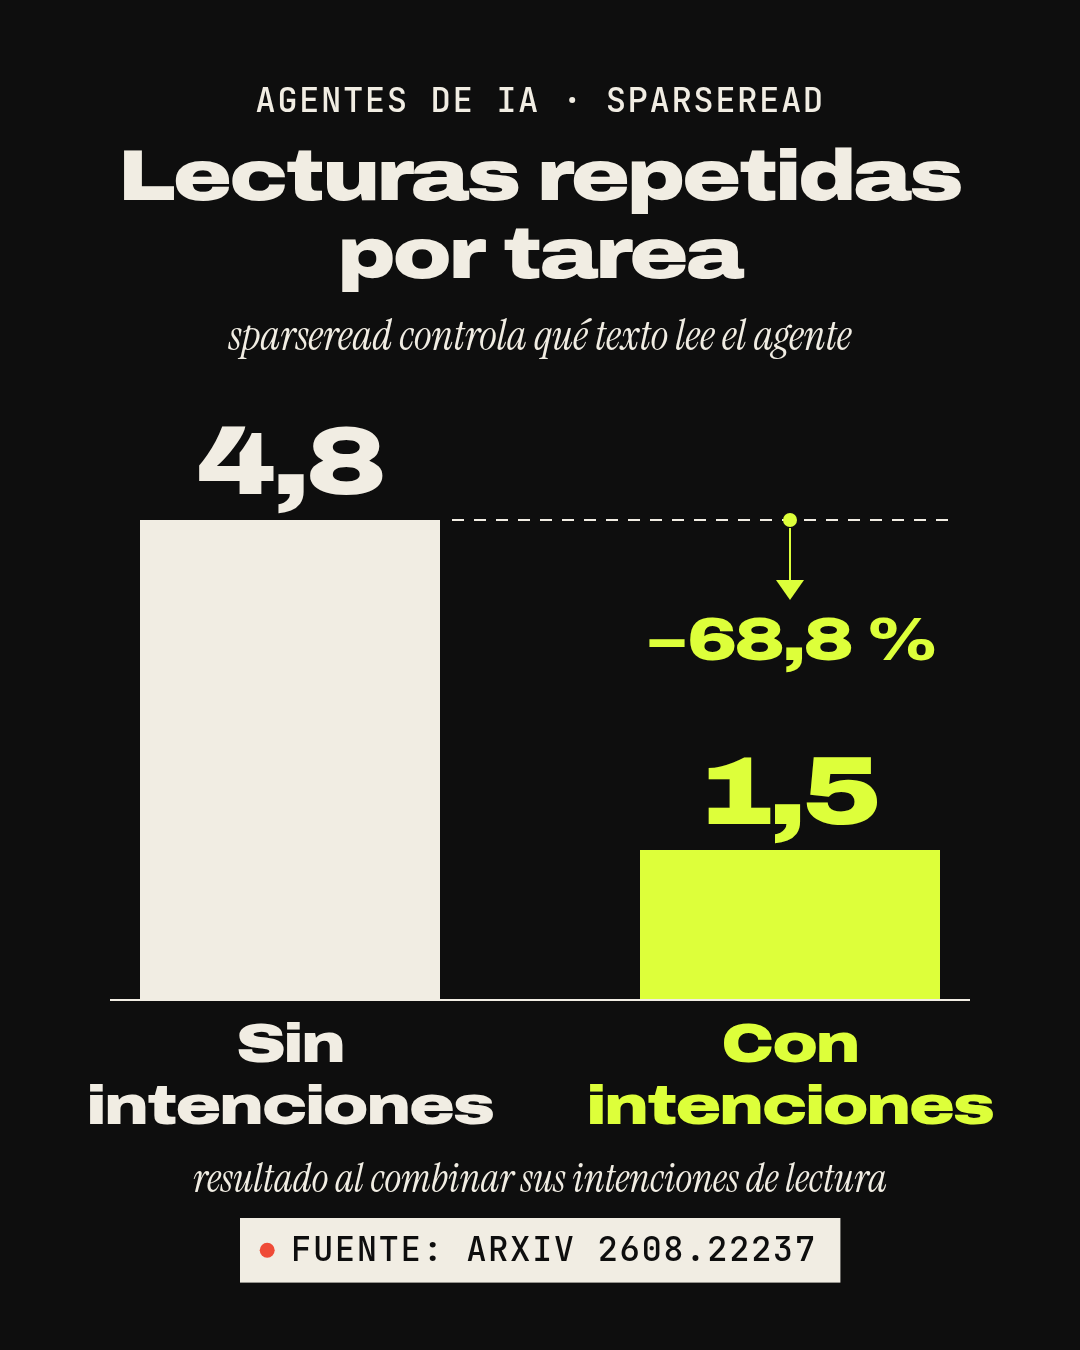 AGENTES DE IA · SPARSEREAD
Lecturas repetidas
por tarea
sparseread controla qué texto lee el agente
4,8
–68,8 %
1,5
Sin
intenciones
Con
intenciones
resultado al combinar sus intenciones de lectura
FUENTE: ARXIV 2608.22237